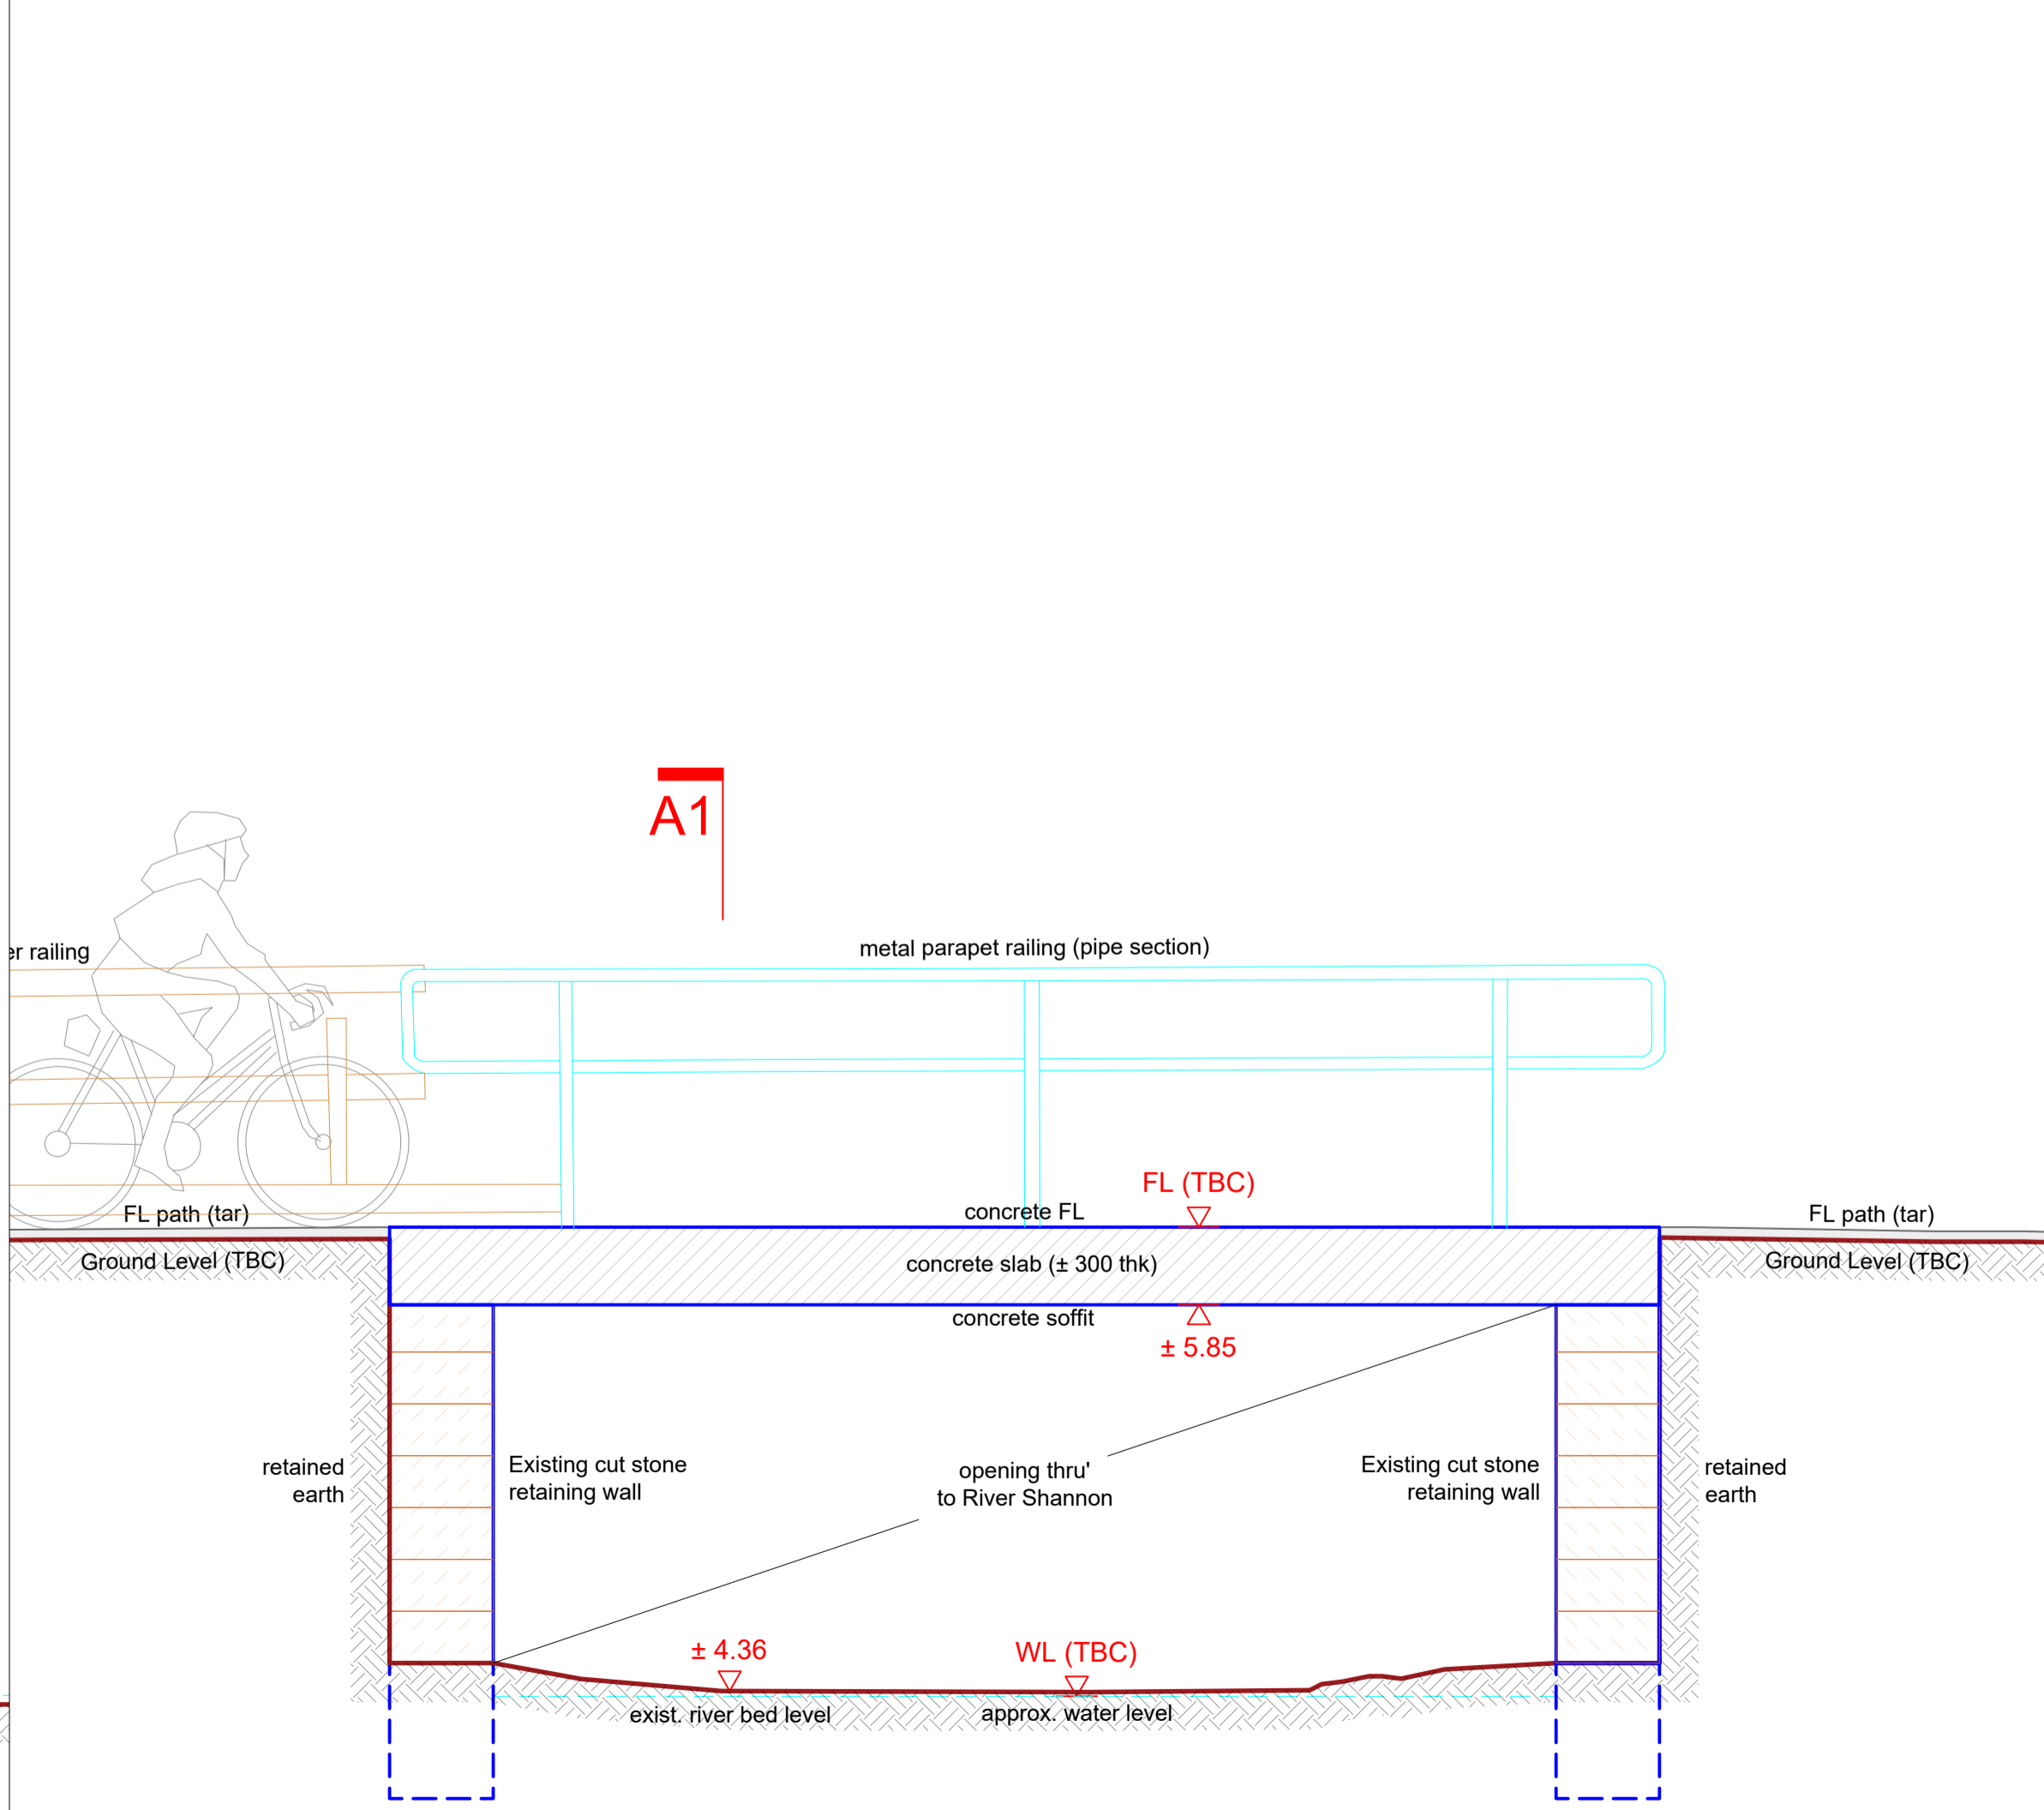 A1
er railing
metal parapet railing (pipe section)
FL (TBC)
FL path (tar)
concrete FL
FL path (tar)
Ground Level (TBC)
concrete slab (± 300 thk)
Ground Level (TBC)
concrete soffit
± 5.85
retained
earth
Existing cut stone
retaining wall
opening thru'
to River Shannon
Existing cut stone
retaining wall
retained
earth
± 4.36
WL (TBC)
exist. river bed level
approx. water level